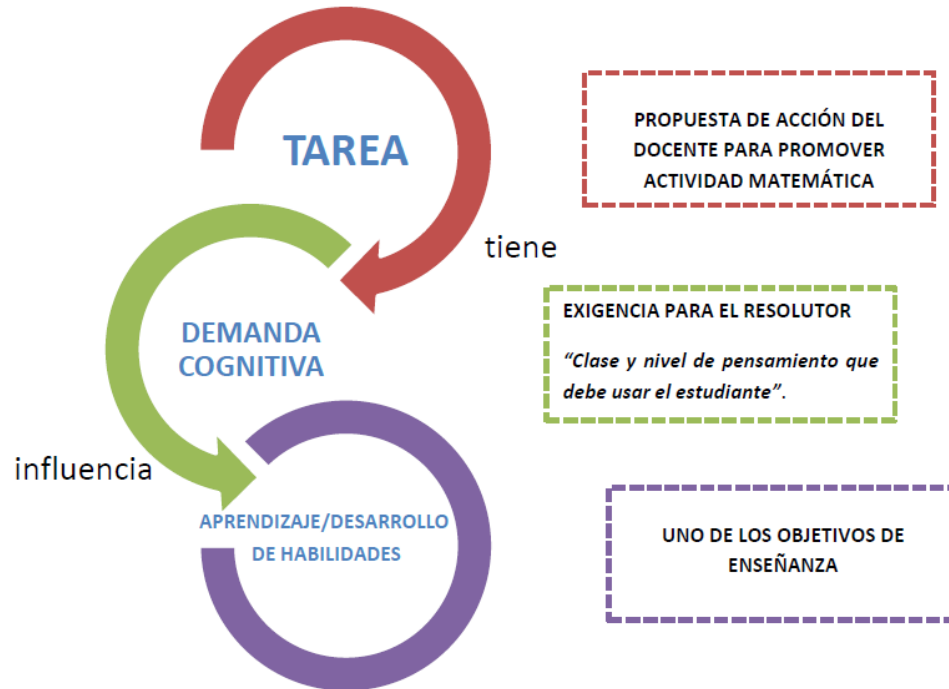 TAREA
PROPUESTA DE ACCIÓN DEL
DOCENTE PARA PROMOVER
ACTIVIDAD MATEMÁTICA
tiene
DEMANDA
COGNITIVA
EXIGENCIA PARA EL RESOLUTOR
“Clase y nivel de pensamiento que
debe usar el estudiante”.
influencia
APRENDIZAJE/DESARROLLO
DE HABILIDADES
UNO DE LOS OBJETIVOS DE
ENSEÑANZA